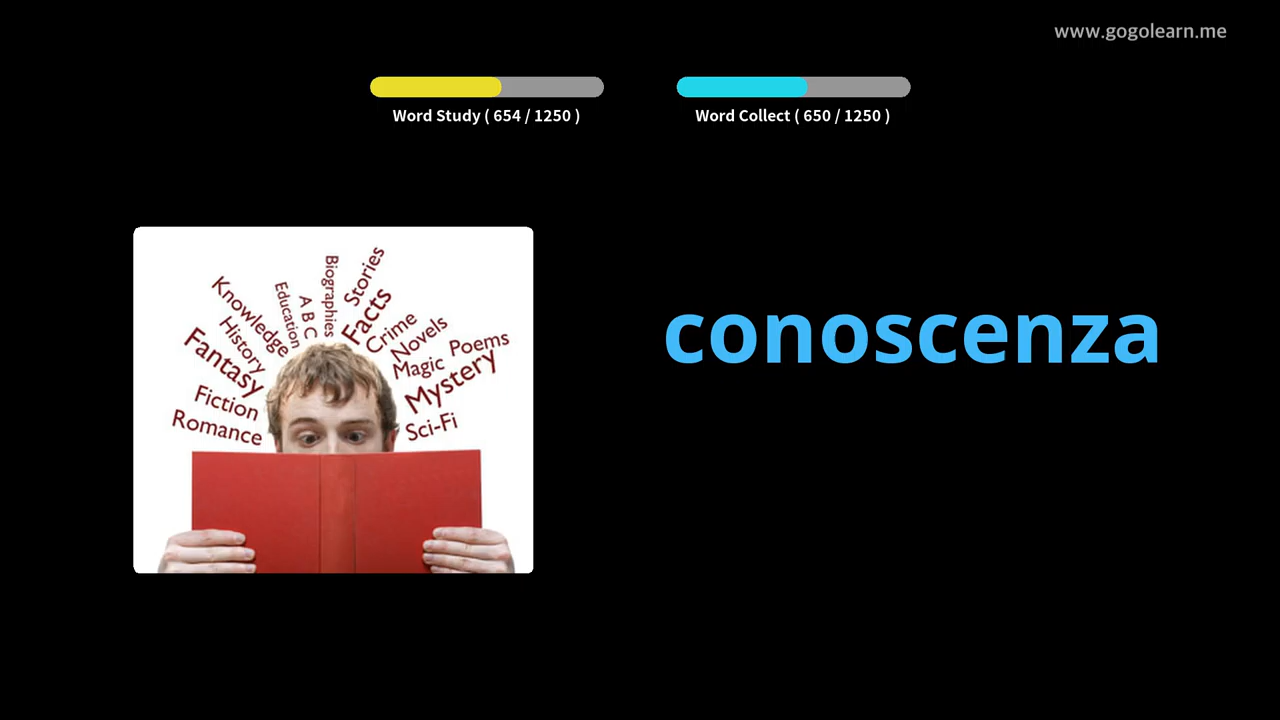 www.gogolearn.me
Word Study ( 654 / 1250 )
Word Collect ( 650 / 1250 )
Stories
Biographies
Knowledge
Education
A B C
Facts
Crime
History
Novels
Poems
Fantasy
Magic
Mystery
Fiction
Romance
Sci-Fi
conoscenza